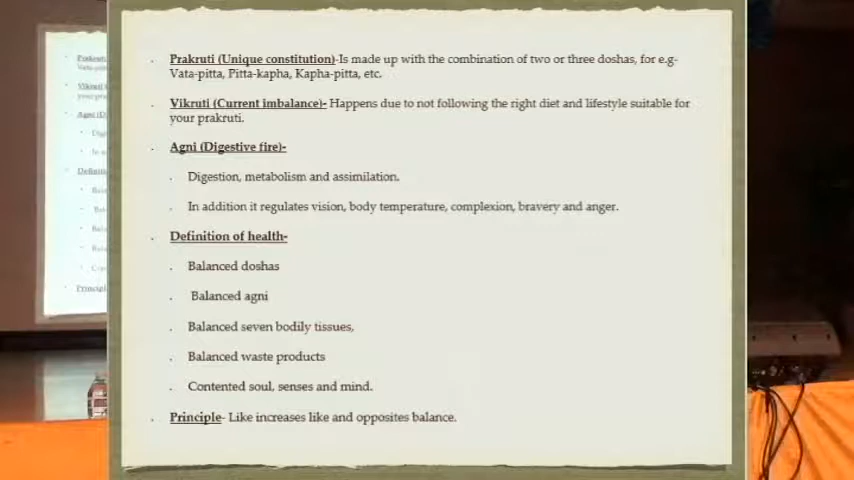 Prakruti (Unique constitution)-Is made up with the combination of two or three doshas, for e.g-
Vata-pitta, Pitta-kapha, Kapha-pitta, etc.
Vikruti (Current imbalance)- Happens due to not following the right diet and lifestyle suitable for
your prakruti.
Agni (Digestive fire)-
Digestion, metabolism and assimilation.
In addition it regulates vision, body temperature, complexion, bravery and anger.
Definition of health-
Balanced doshas
Balanced agni
Balanced seven bodily tissues,
Balanced waste products
Contented soul, senses and mind.
Principle- Like increases like and opposites balance.